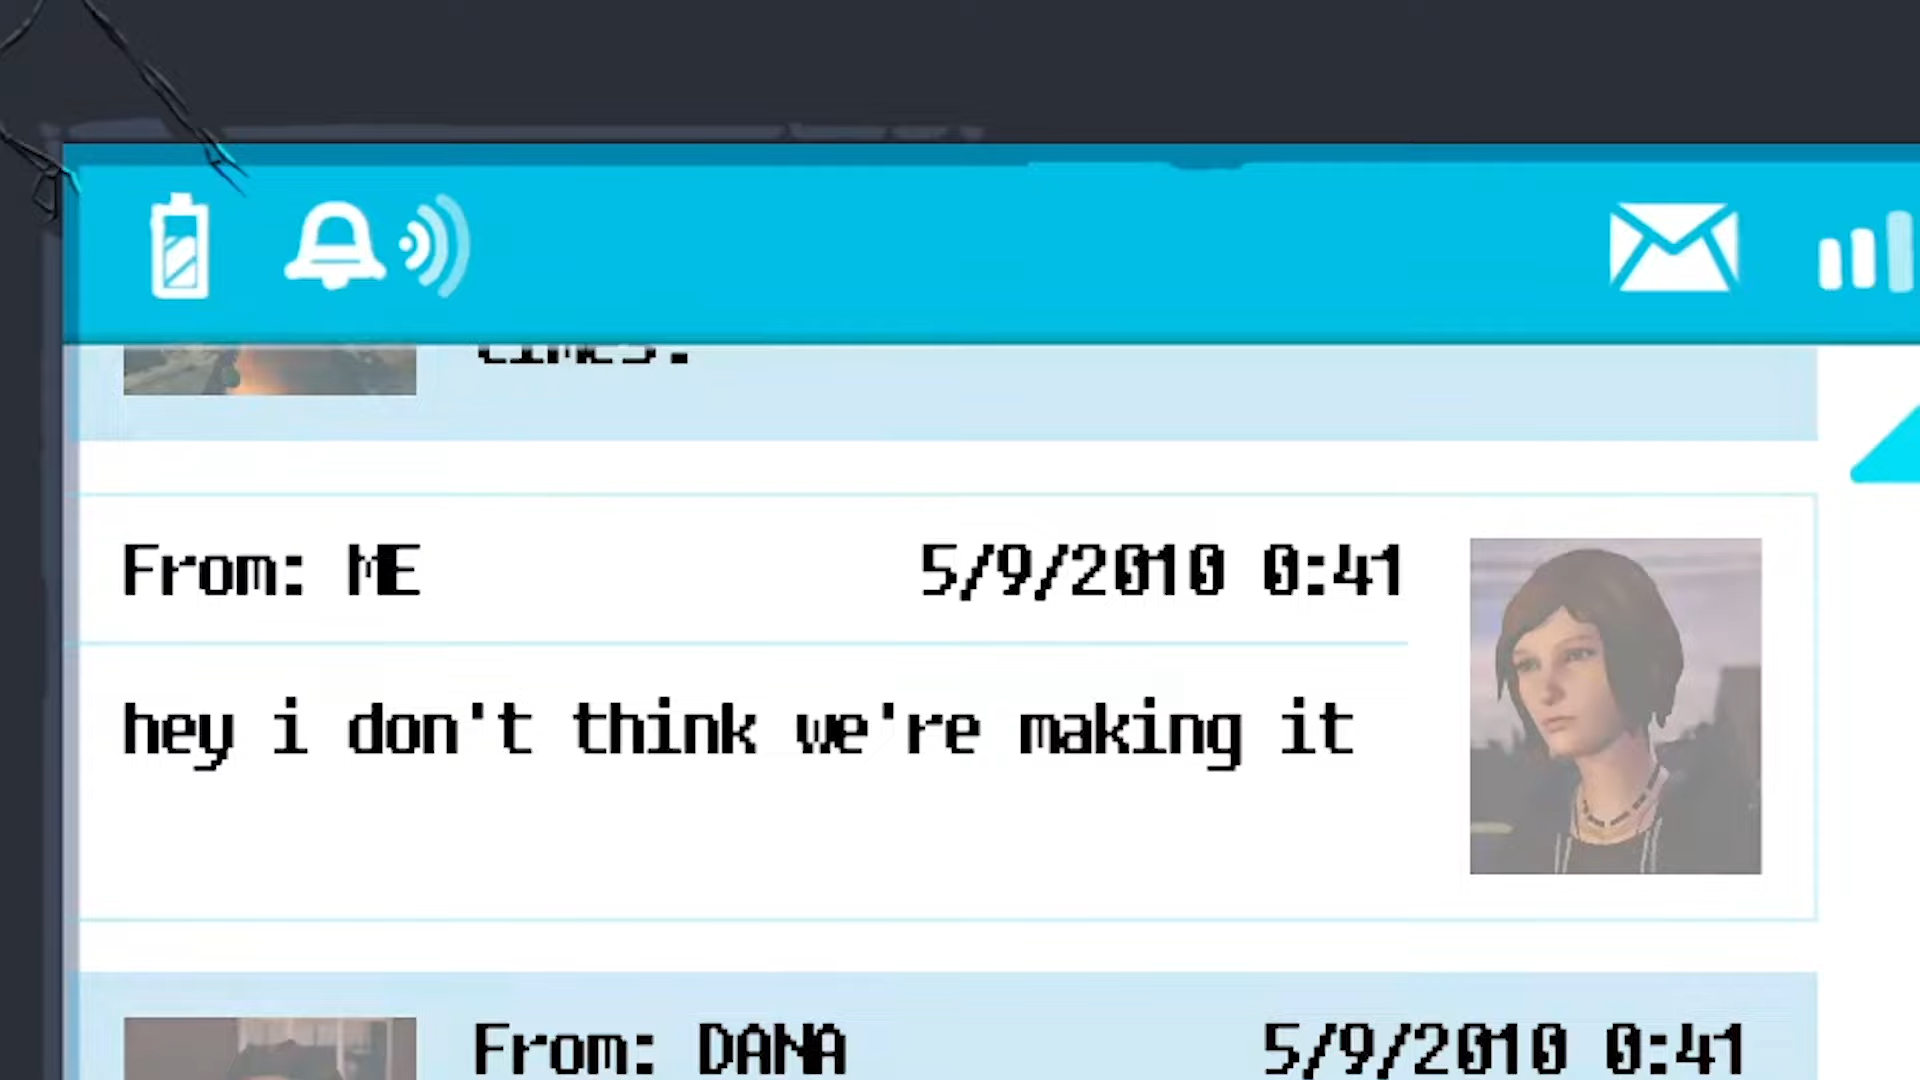 times.
From: ME 5/9/2010 0:41
hey i don't think we're making it
From: DANA 5/9/2010 0:41